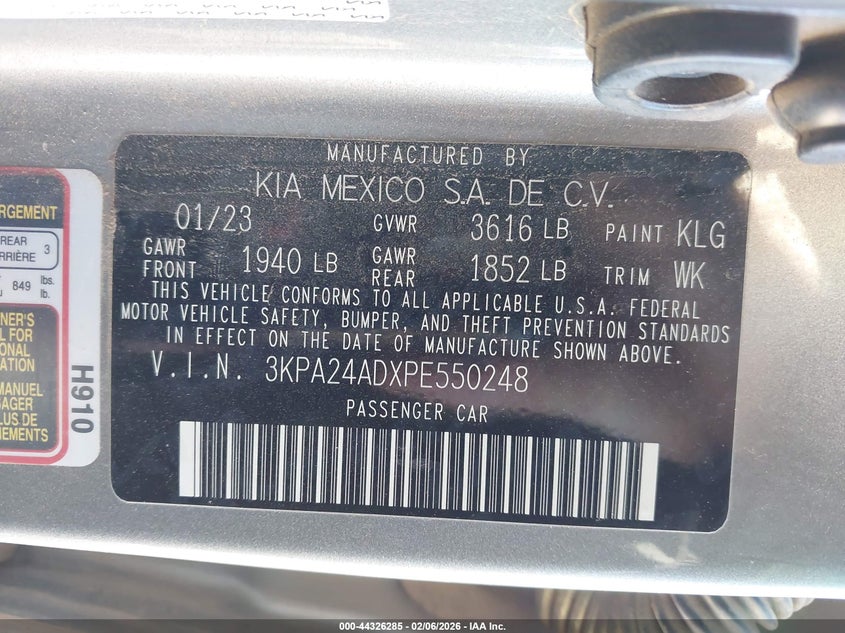 MANUFACTURED BY
KIA MEXICO S.A. DE C.V.
01/23 GVWR 3616 LB PAINT KLG
GAWR FRONT 1940 LB GAWR REAR 1852 LB TRIM WK
THIS VEHICLE CONFORMS TO ALL APPLICABLE U.S.A. FEDERAL
MOTOR VEHICLE SAFETY, BUMPER, AND THEFT PREVENTION STANDARDS
IN EFFECT ON THE DATE OF MANUFACTURE SHOWN ABOVE.
V.I.N. 3KPA24ADXPE550248
PASSENGER CAR
RGEMENT
REAR 3
849 lbs.
lb.
H910
000-44326285 - 02/06/2026 - IAA Inc.